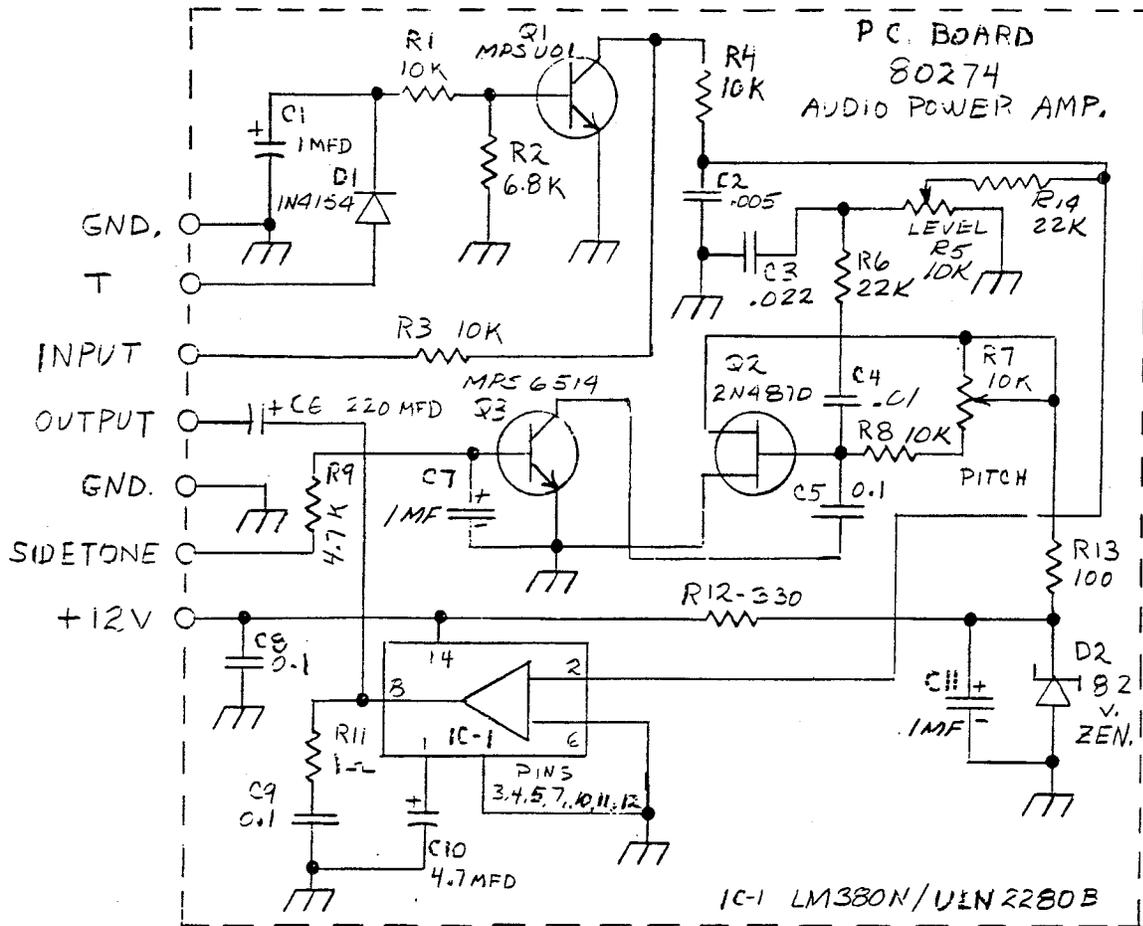 P.C. BOARD
80274
AUDIO POWER AMP.
R1
10K
Q1
MPSU01
R4
10K
C1
+
1MFD
D1
1N4154
R2
6.8K
C2
.005
R14
22K
LEVEL
R5
10K
C3
.022
R6
22K
GND.
T
INPUT
R3 10K
OUTPUT
+ C6 220 MFD
MPS 6514
Q3
Q2
2N4870
C4
.01
R7
10K
R8 10K
PITCH
GND.
R9
4.7K
C7
+
1MF
-
C5 0.1
SIDETONE
R13
100
+12V
R12-330
C8
0.1
14
2
8
IC-1
1
6
R11
PINS
3,4,5,7,,10,11,12
C9
0.1
+
C10
4.7MFD
C11
+
1MF
-
D2
8.2
V.
ZEN.
IC-1 LM380N/ULN2280B